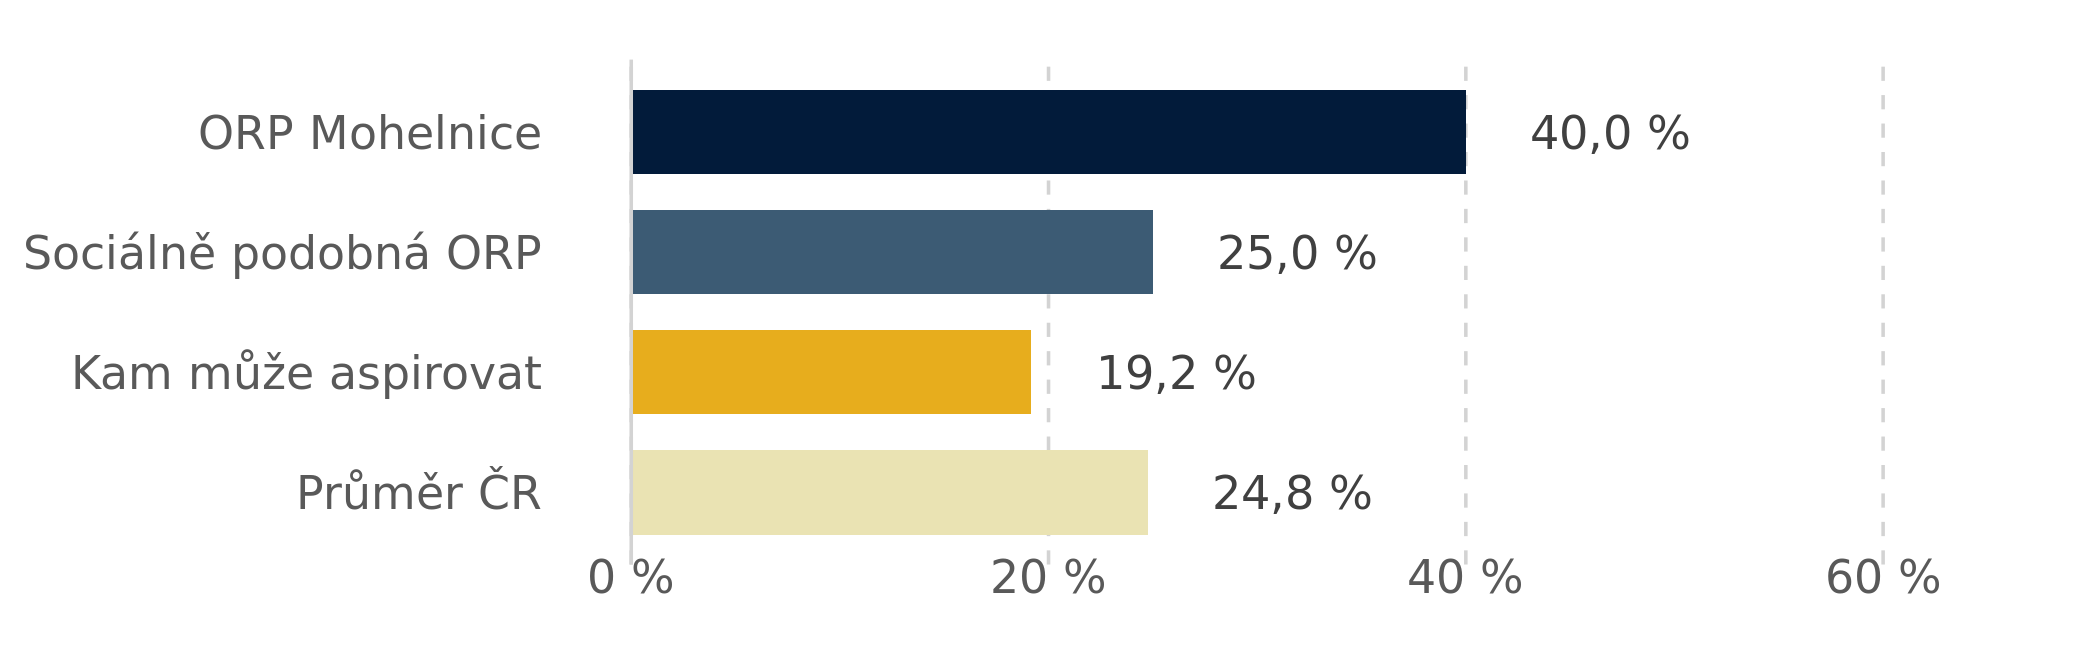 ORP Mohelnice 40,0 %
Sociálně podobná ORP 25,0 %
Kam může aspirovat 19,2 %
Průměr ČR 24,8 %
0 % 20 % 40 % 60 %